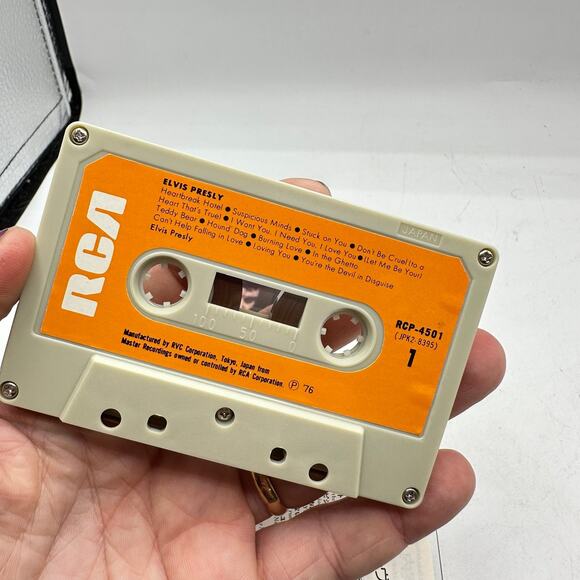 RCA
ELVIS PRESLY
Heartbreak Hotel ● Suspicious Minds ● Stuck on You ● Don't Be Cruel (to a
Heart That's True) ● I Want You, I Need You, I Love You ● (Let Me Be Your)
Teddy Bear ● Hound Dog ● Burning Love ● In the Ghetto
Can't Help Falling in Love ● Loving You ● You're the Devil in Disguise
Elvis Presly
JAPAN
100 50 0
RCP-4501
(JPK2-8395)
1
Manufactured by RVC Corporation, Tokyo, Japan from
Master Recordings owned or controlled by RCA Corporation. Ⓟ '76